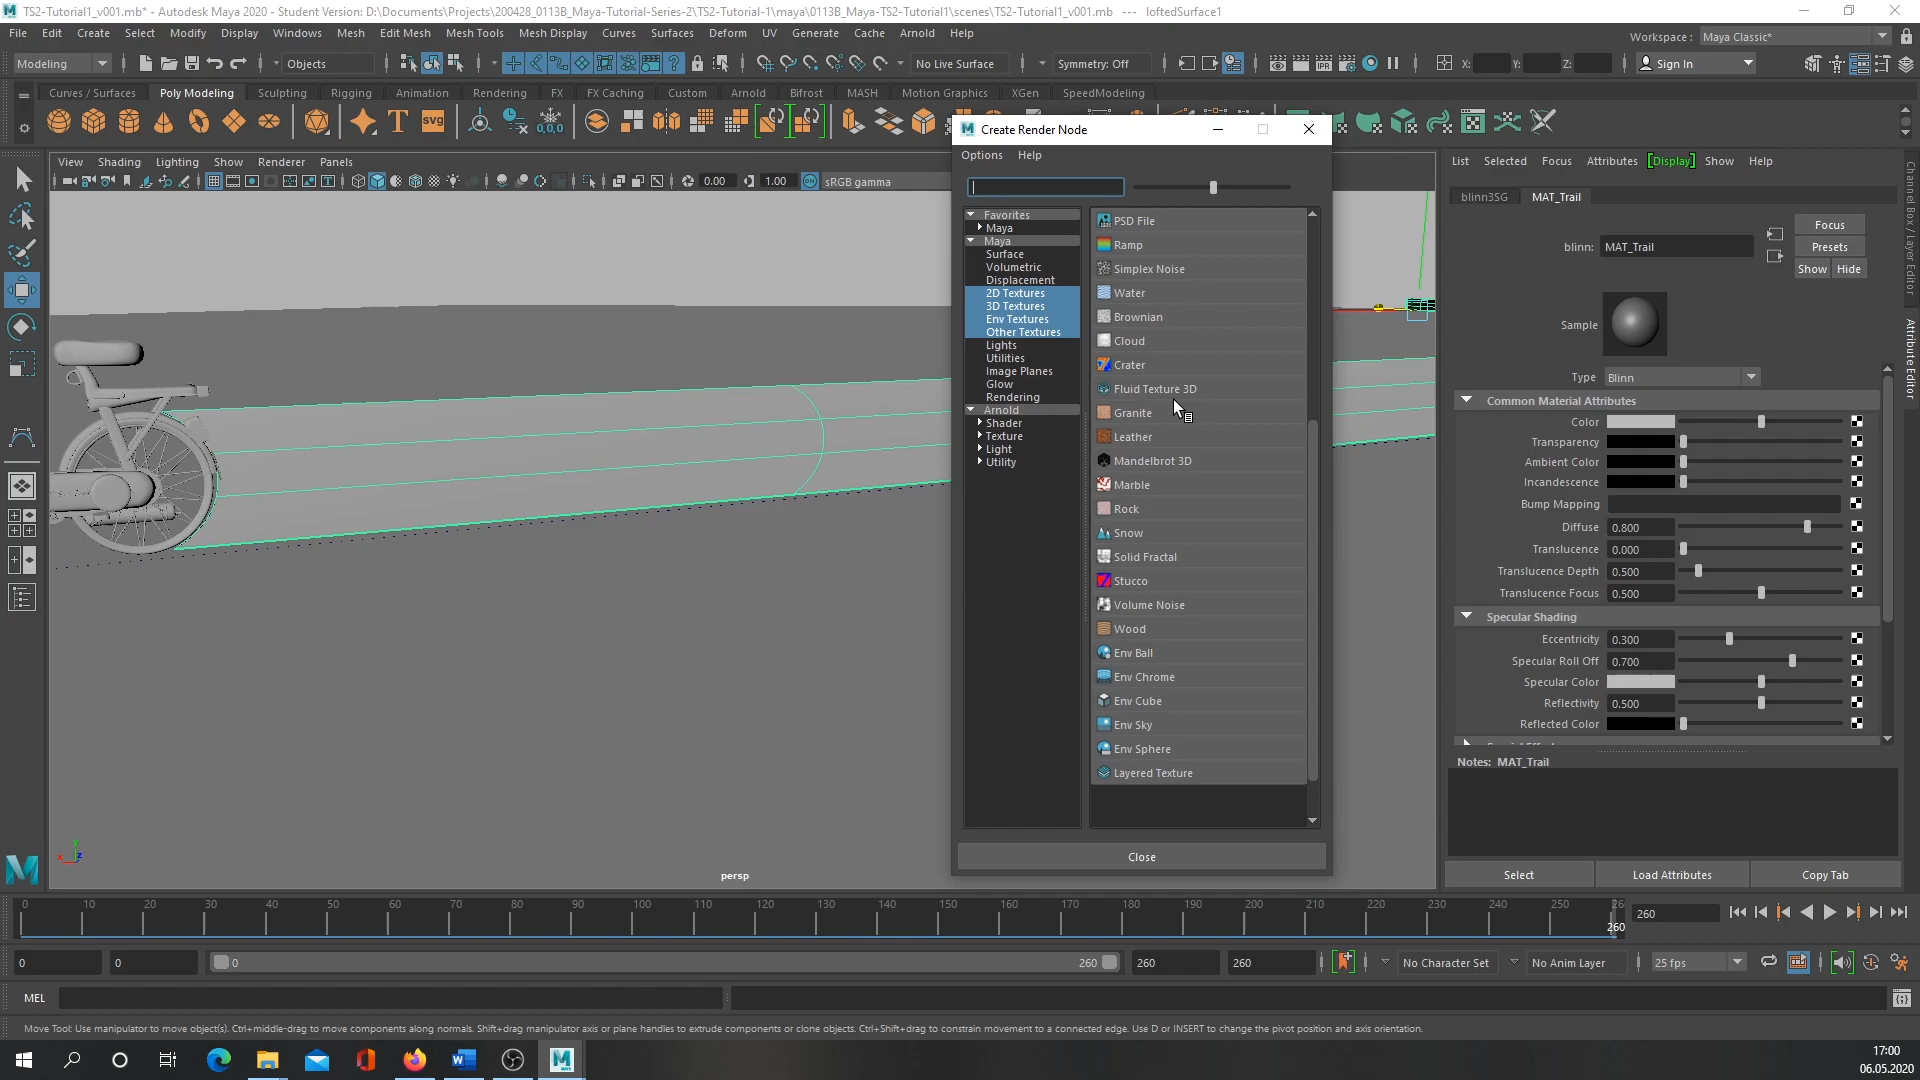 TS2-Tutorial1_v001.mb* - Autodesk Maya 2020 - Student Version: D:\Documents\Projects\200428_0113B_Maya-Tutorial-Series-2\TS2-Tutorial-1\maya\0113B_Maya-TS2-Tutorial1\scenes\TS2-Tutorial1_v001.mb --- loftedSurface1
File Edit Create Select Modify Display Windows Mesh Edit Mesh Mesh Tools Mesh Display Curves Surfaces Deform UV Generate Cache Arnold Help
Workspace : Maya Classic*
Modeling Objects No Live Surface Symmetry: Off X: Y: Z: Sign In
Curves / Surfaces Poly Modeling Sculpting Rigging Animation Rendering FX FX Caching Custom Arnold Bifrost MASH Motion Graphics XGen SpeedModeling
View Shading Lighting Show Renderer Panels
0.00 1.00 sRGB gamma
persp
Create Render Node
Options Help
Favorites
Maya
Maya
Surface
Volumetric
Displacement
2D Textures
3D Textures
Env Textures
Other Textures
Lights
Utilities
Image Planes
Glow
Rendering
Arnold
Shader
Texture
Light
Utility
PSD File
Ramp
Simplex Noise
Water
Brownian
Cloud
Crater
Fluid Texture 3D
Granite
Leather
Mandelbrot 3D
Marble
Rock
Snow
Solid Fractal
Stucco
Volume Noise
Wood
Env Ball
Env Chrome
Env Cube
Env Sky
Env Sphere
Layered Texture
Close
List Selected Focus Attributes Display Show Help
blinn3SG MAT_Trail
blinn: MAT_Trail
Focus
Presets
Show Hide
Sample
Type Blinn
Common Material Attributes
Color
Transparency
Ambient Color
Incandescence
Bump Mapping
Diffuse 0.800
Translucence 0.000
Translucence Depth 0.500
Translucence Focus 0.500
Specular Shading
Eccentricity 0.300
Specular Roll Off 0.700
Specular Color
Reflectivity 0.500
Reflected Color
Notes: MAT_Trail
Select Load Attributes Copy Tab
Channel Box / Layer Editor
Attribute Editor
0 10 20 30 40 50 60 70 80 90 100 110 120 130 140 150 160 170 180 190 200 210 220 230 240 250 26
260
260
0 0 0 260 260 260 No Character Set No Anim Layer 25 fps
MEL
Move Tool: Use manipulator to move object(s). Ctrl+middle-drag to move components along normals. Shift+drag manipulator axis or plane handles to extrude components or clone objects. Ctrl+Shift+drag to constrain movement to a connected edge. Use D or INSERT to change the pivot position and axis orientation.
17:00
06.05.2020